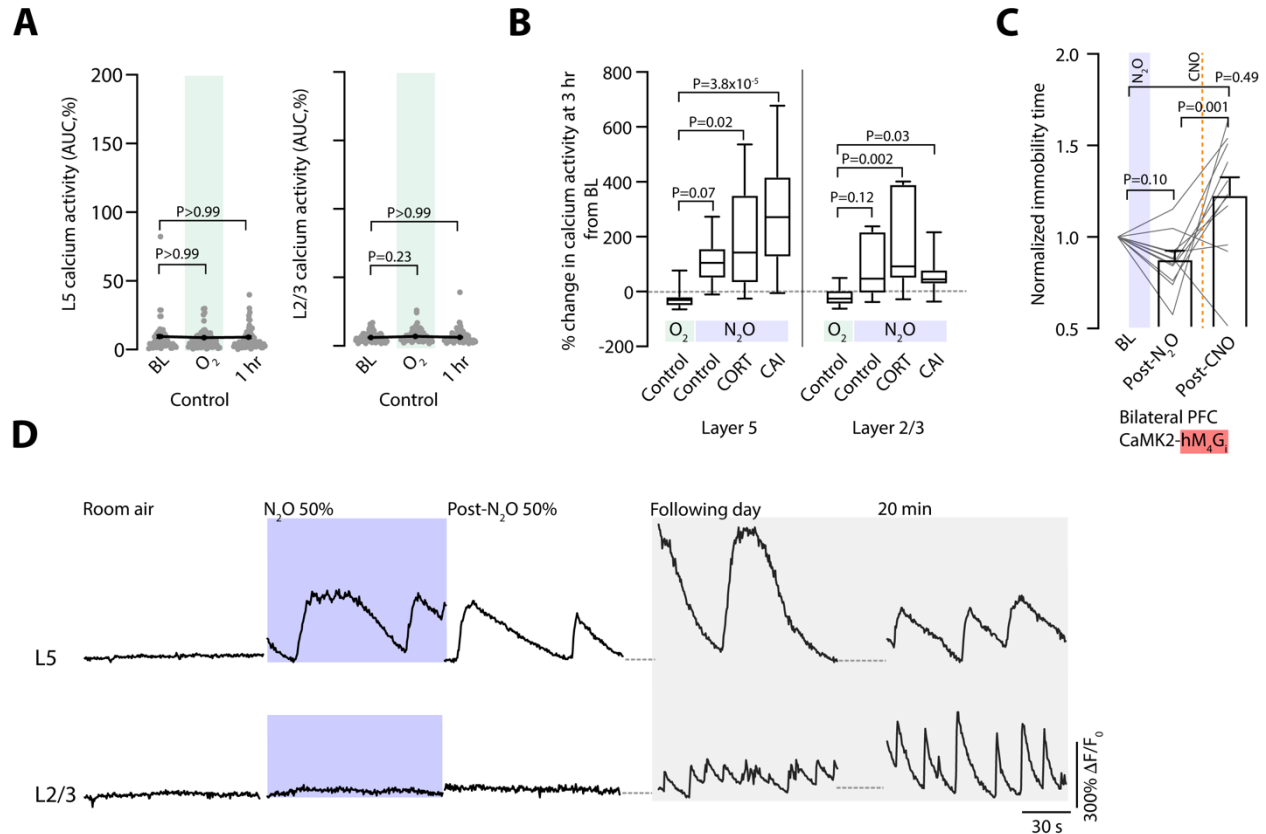 A
L5 calcium activity (AUC,%)
200
150
100
50
0
P>0.99
P>0.99
BL
O₂
1 hr
Control
L2/3 calcium activity (AUC,%)
P>0.99
P=0.23
BL
O₂
1 hr
Control
B
% change in calcium activity at 3 hr
from BL
800
600
400
200
0
-200
P=3.8x10⁻⁵
P=0.02
P=0.07
P=0.03
P=0.002
P=0.12
O₂
N₂O
O₂
N₂O
Control
Control
CORT
CAI
Control
Control
CORT
CAI
Layer 5
Layer 2/3
C
Normalized immobility time
2.0
1.5
1.0
0.5
N₂O
CNO
P=0.49
P=0.001
P=0.10
BL
Post-N₂O
Post-CNO
Bilateral PFC
CaMK2-hM₄Gᵢ
D
Room air
N₂O 50%
Post-N₂O 50%
Following day
20 min
L5
L2/3
300% ΔF/F₀
30 s